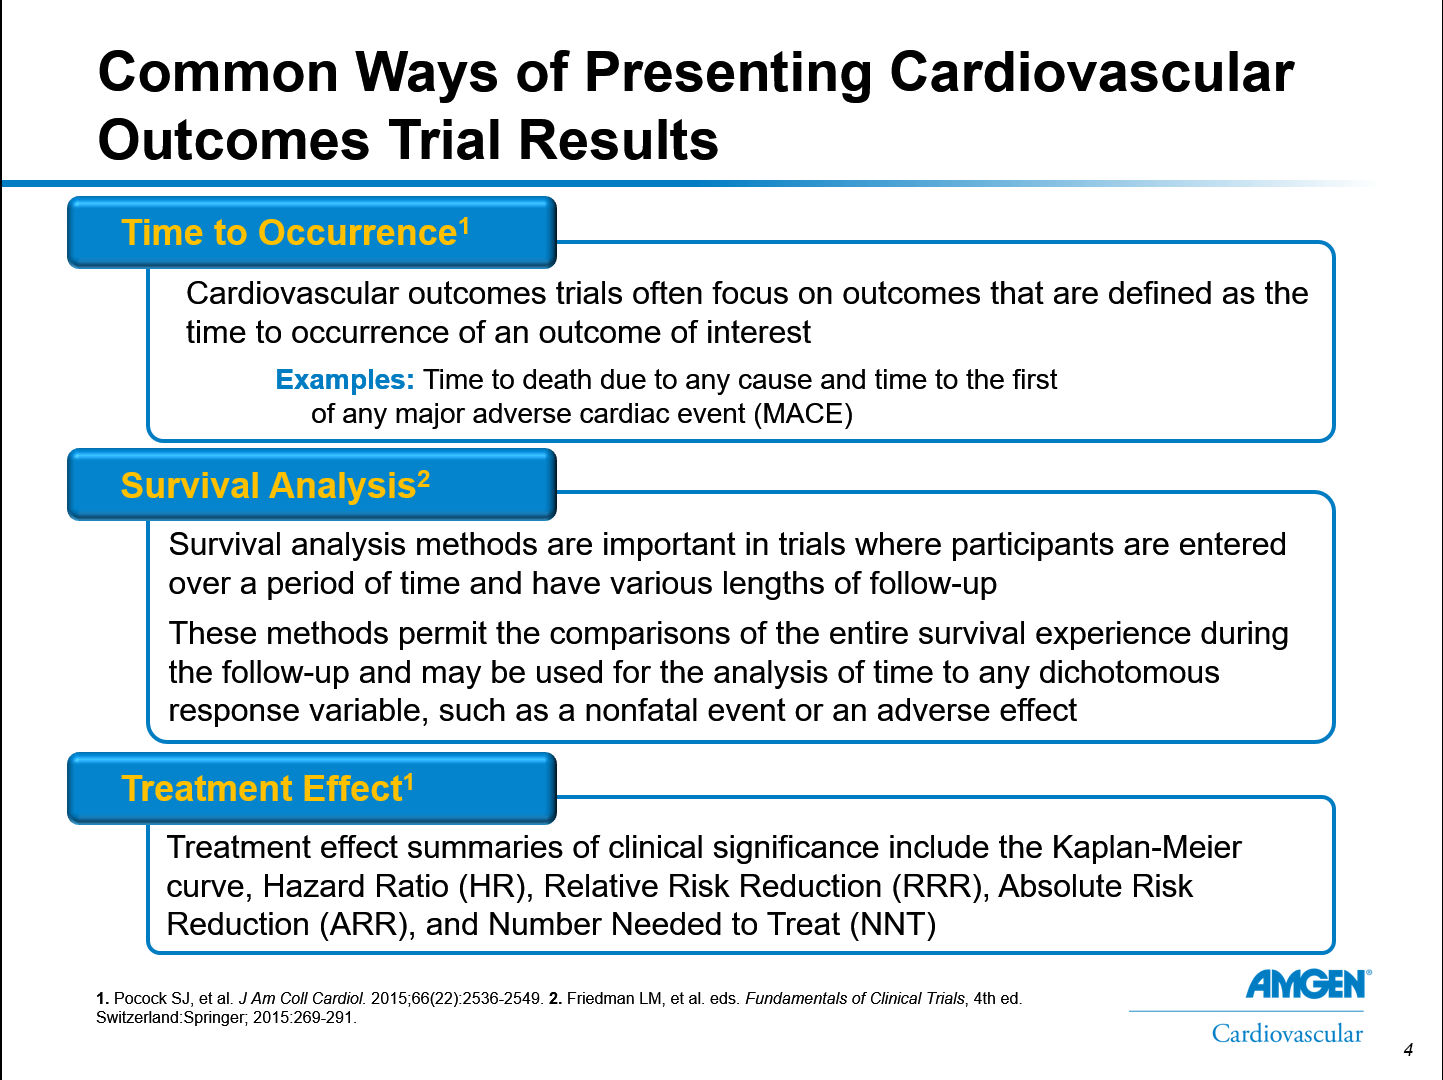 Common Ways of Presenting Cardiovascular
Outcomes Trial Results
Time to Occurrence¹
Cardiovascular outcomes trials often focus on outcomes that are defined as the
time to occurrence of an outcome of interest
Examples: Time to death due to any cause and time to the first
of any major adverse cardiac event (MACE)
Survival Analysis²
Survival analysis methods are important in trials where participants are entered
over a period of time and have various lengths of follow-up
These methods permit the comparisons of the entire survival experience during
the follow-up and may be used for the analysis of time to any dichotomous
response variable, such as a nonfatal event or an adverse effect
Treatment Effect¹
Treatment effect summaries of clinical significance include the Kaplan-Meier
curve, Hazard Ratio (HR), Relative Risk Reduction (RRR), Absolute Risk
Reduction (ARR), and Number Needed to Treat (NNT)
1. Pocock SJ, et al. J Am Coll Cardiol. 2015;66(22):2536-2549. 2. Friedman LM, et al. eds. Fundamentals of Clinical Trials, 4th ed.
Switzerland:Springer; 2015:269-291.
AMGEN®
Cardiovascular
4